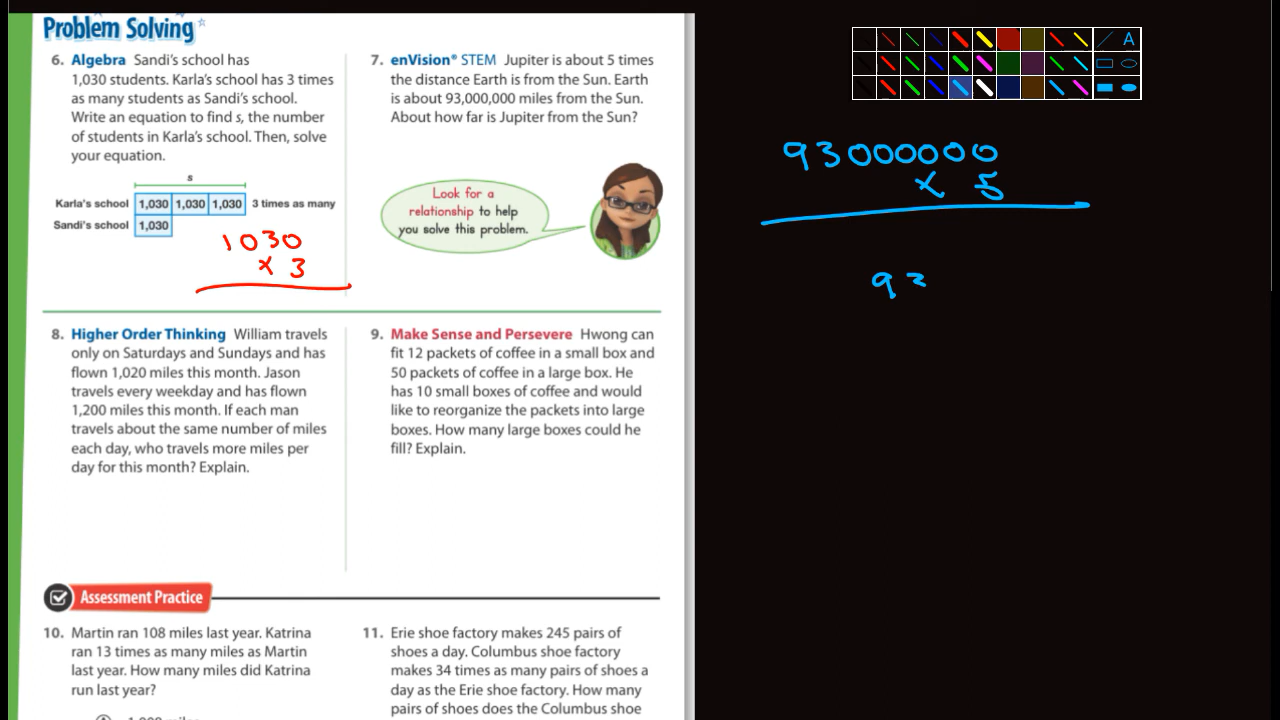 Problem Solving
6. Algebra Sandi's school has
1,030 students. Karla's school has 3 times
as many students as Sandi's school.
Write an equation to find s, the number
of students in Karla's school. Then, solve
your equation.
s
Karla's school 1,030 1,030 1,030 3 times as many
Sandi's school 1,030
1030
x 3
7. enVision® STEM Jupiter is about 5 times
the distance Earth is from the Sun. Earth
is about 93,000,000 miles from the Sun.
About how far is Jupiter from the Sun?
Look for a
relationship to help
you solve this problem.
8. Higher Order Thinking William travels
only on Saturdays and Sundays and has
flown 1,020 miles this month. Jason
travels every weekday and has flown
1,200 miles this month. If each man
travels about the same number of miles
each day, who travels more miles per
day for this month? Explain.
9. Make Sense and Persevere Hwong can
fit 12 packets of coffee in a small box and
50 packets of coffee in a large box. He
has 10 small boxes of coffee and would
like to reorganize the packets into large
boxes. How many large boxes could he
fill? Explain.
Assessment Practice
10. Martin ran 108 miles last year. Katrina
ran 13 times as many miles as Martin
last year. How many miles did Katrina
run last year?
11. Erie shoe factory makes 245 pairs of
shoes a day. Columbus shoe factory
makes 34 times as many pairs of shoes a
day as the Erie shoe factory. How many
pairs of shoes does the Columbus shoe
A
93000000
x 5